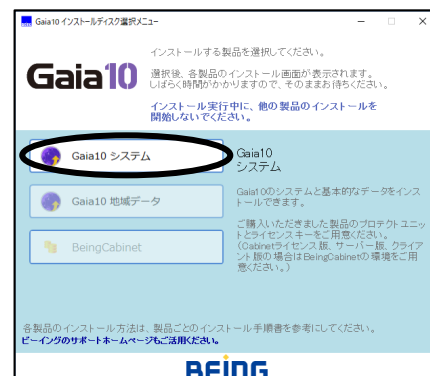 Gaia10 インストールディスク選択メニュー
インストールする製品を選択してください。
Gaia10
選択後、各製品のインストール画面が表示されます。
しばらく時間がかかりますので、そのままお待ちください。
インストール実行中に、他の製品のインストールを
開始しないでください。
Gaia10 システム
Gaia10
システム
Gaia10のシステムと基本的なデータをインス
トールできます。
Gaia10 地域データ
ご購入いただきました製品のプロテクトユニッ
トとライセンスキーをご用意ください。
(Cabinetライセンス版、サーバー版、クライア
ント版の場合はBeingCabinetの環境をご用
意ください。)
BeingCabinet
各製品のインストール方法は、製品ごとのインストール手順書を参考にしてください。
ビーイングのサポートホームページもご活用ください。
BEING